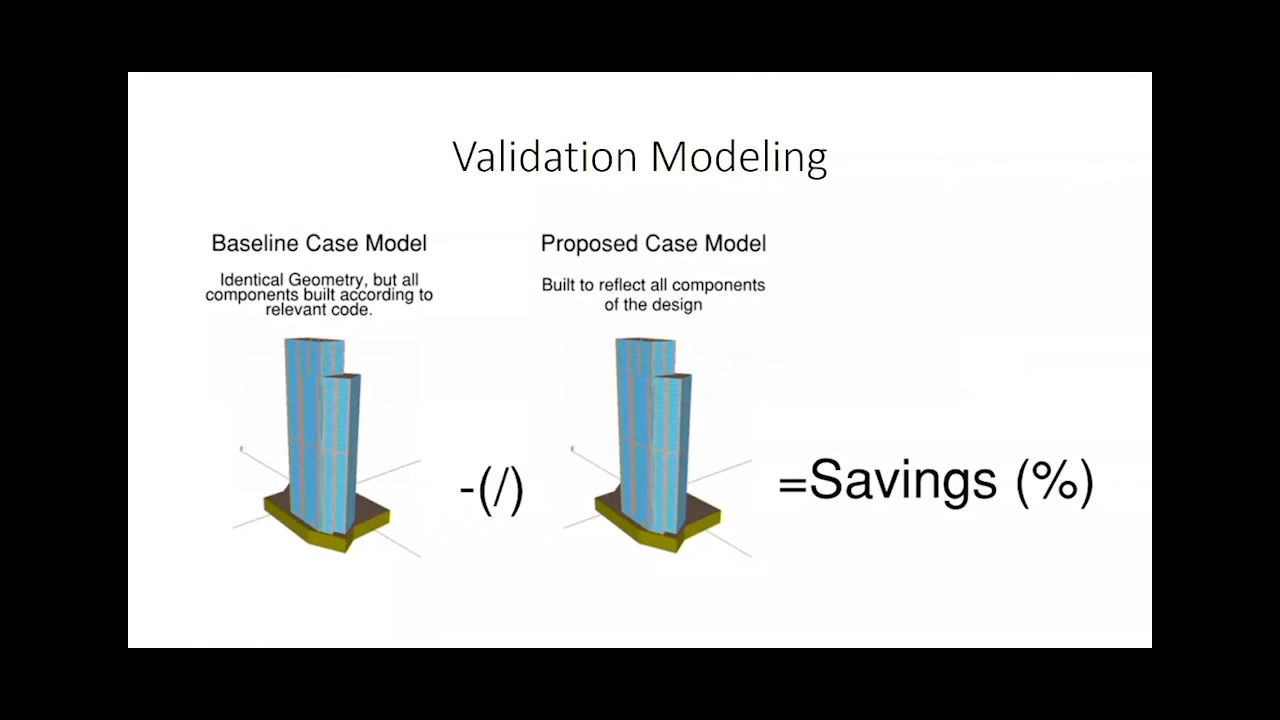 Validation Modeling
Baseline Case Model
Identical Geometry, but all
components built according to
relevant code.
Proposed Case Model
Built to reflect all components
of the design
-(/)
=Savings (%)